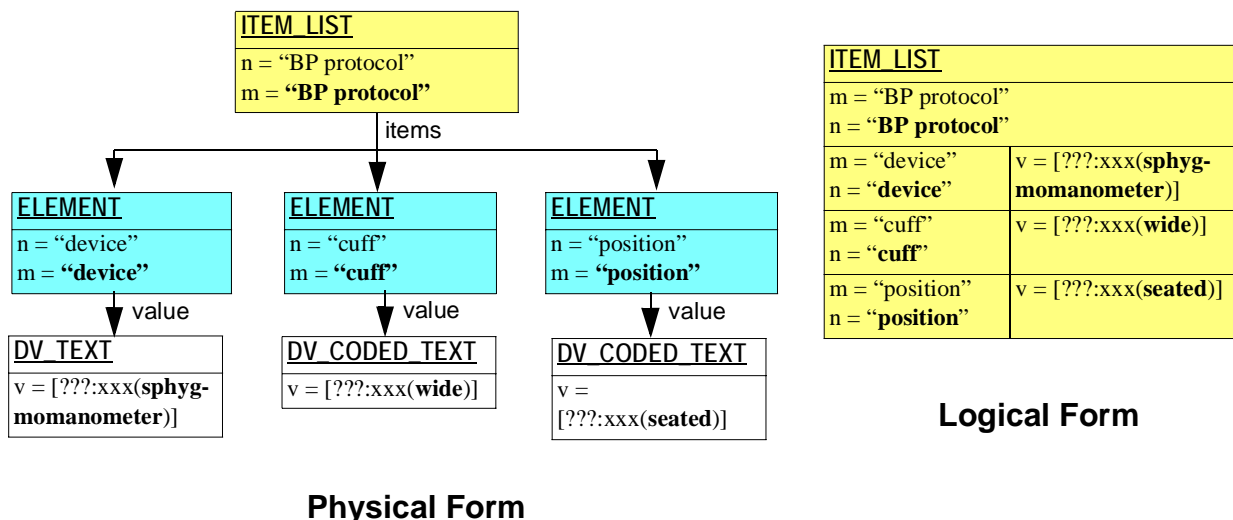 ITEM_LIST
n = “BP protocol”
m = “BP protocol”
items
ELEMENT
n = “device”
m = “device”
ELEMENT
n = “cuff”
m = “cuff”
ELEMENT
n = “position”
m = “position”
value
value
value
DV_TEXT
v = [???:xxx(sphyg-
momanometer)]
DV_CODED_TEXT
v = [???:xxx(wide)]
DV_CODED_TEXT
v =
[???:xxx(seated)]
Physical Form
ITEM_LIST
m = “BP protocol”
n = “BP protocol”
m = “device”
n = “device”
v = [???:xxx(sphyg-
momanometer)]
m = “cuff”
n = “cuff”
v = [???:xxx(wide)]
m = “position”
n = “position”
v = [???:xxx(seated)]
Logical Form